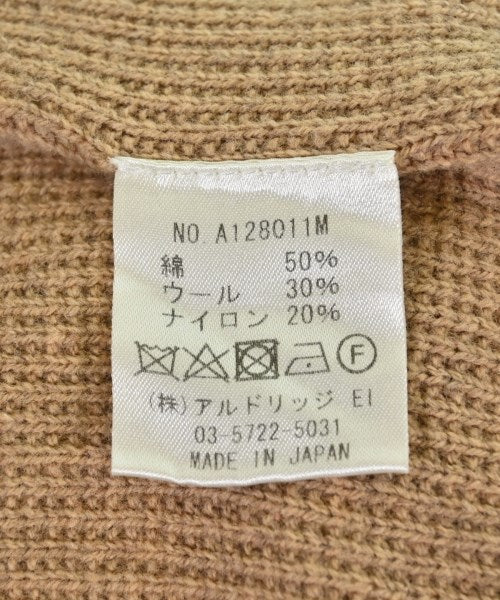 NO A128011M
綿 50%
ウール 30%
ナイロン 20%
F
(株)アルドリッジ EI
03-5722-5031
MADE IN JAPAN